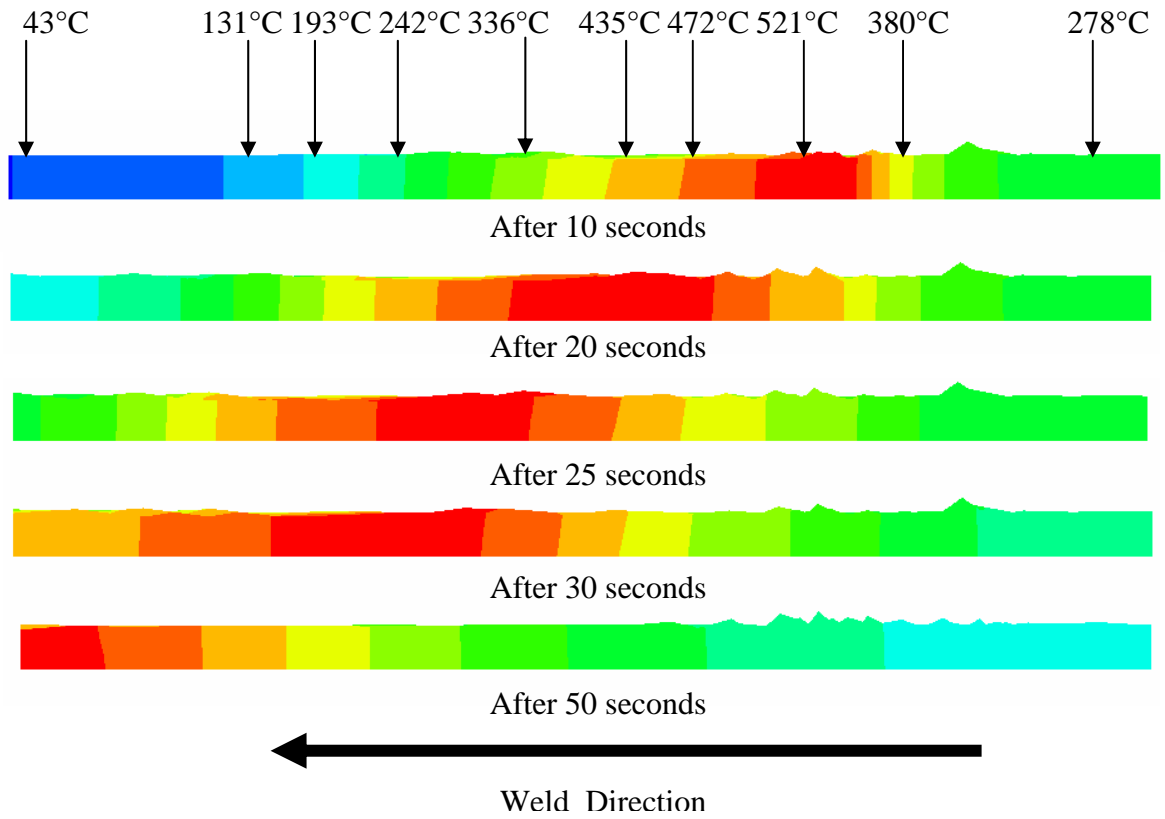 43°C 131°C 193°C 242°C 336°C 435°C 472°C 521°C 380°C 278°C
After 10 seconds
After 20 seconds
After 25 seconds
After 30 seconds
After 50 seconds
Weld Direction